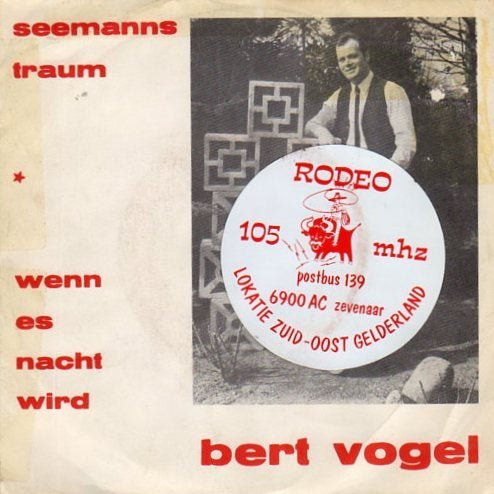 seemanns
traum
wenn
es
nacht
wird
RODEO
105 mhz
postbus 139
6900 AC zevenaar
LOKATIE ZUID-OOST GELDERLAND
bert vogel